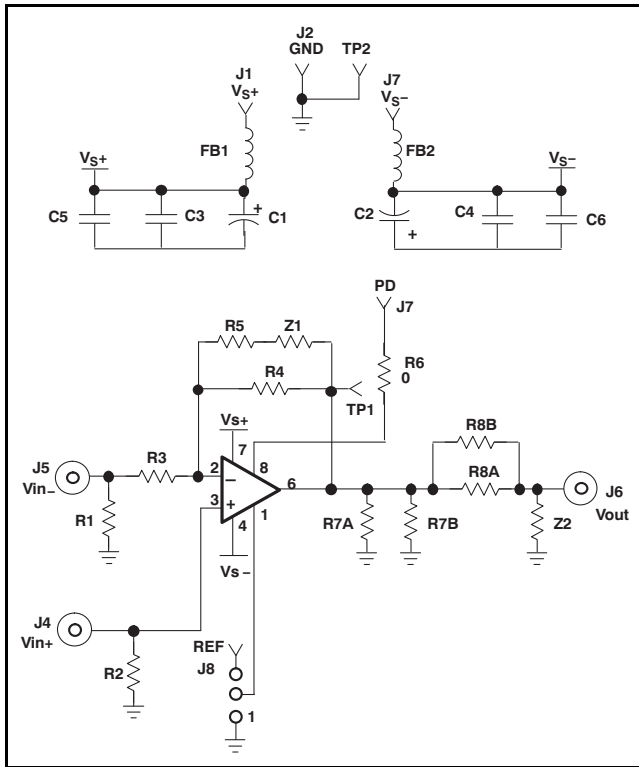 J2
GND
TP2
J1
VS+
J7
VS−
FB1
FB2
VS+
VS−
C5
C3
C1
+
C2
+
C4
C6
PD
J7
R5
Z1
R6
0
R4
TP1
Vs+
7
8
R8B
J5
Vin−
R3
2
−
6
R8A
J6
Vout
3
+
1
R1
4
R7A
R7B
Z2
Vs−
J4
Vin+
R2
REF
J8
1